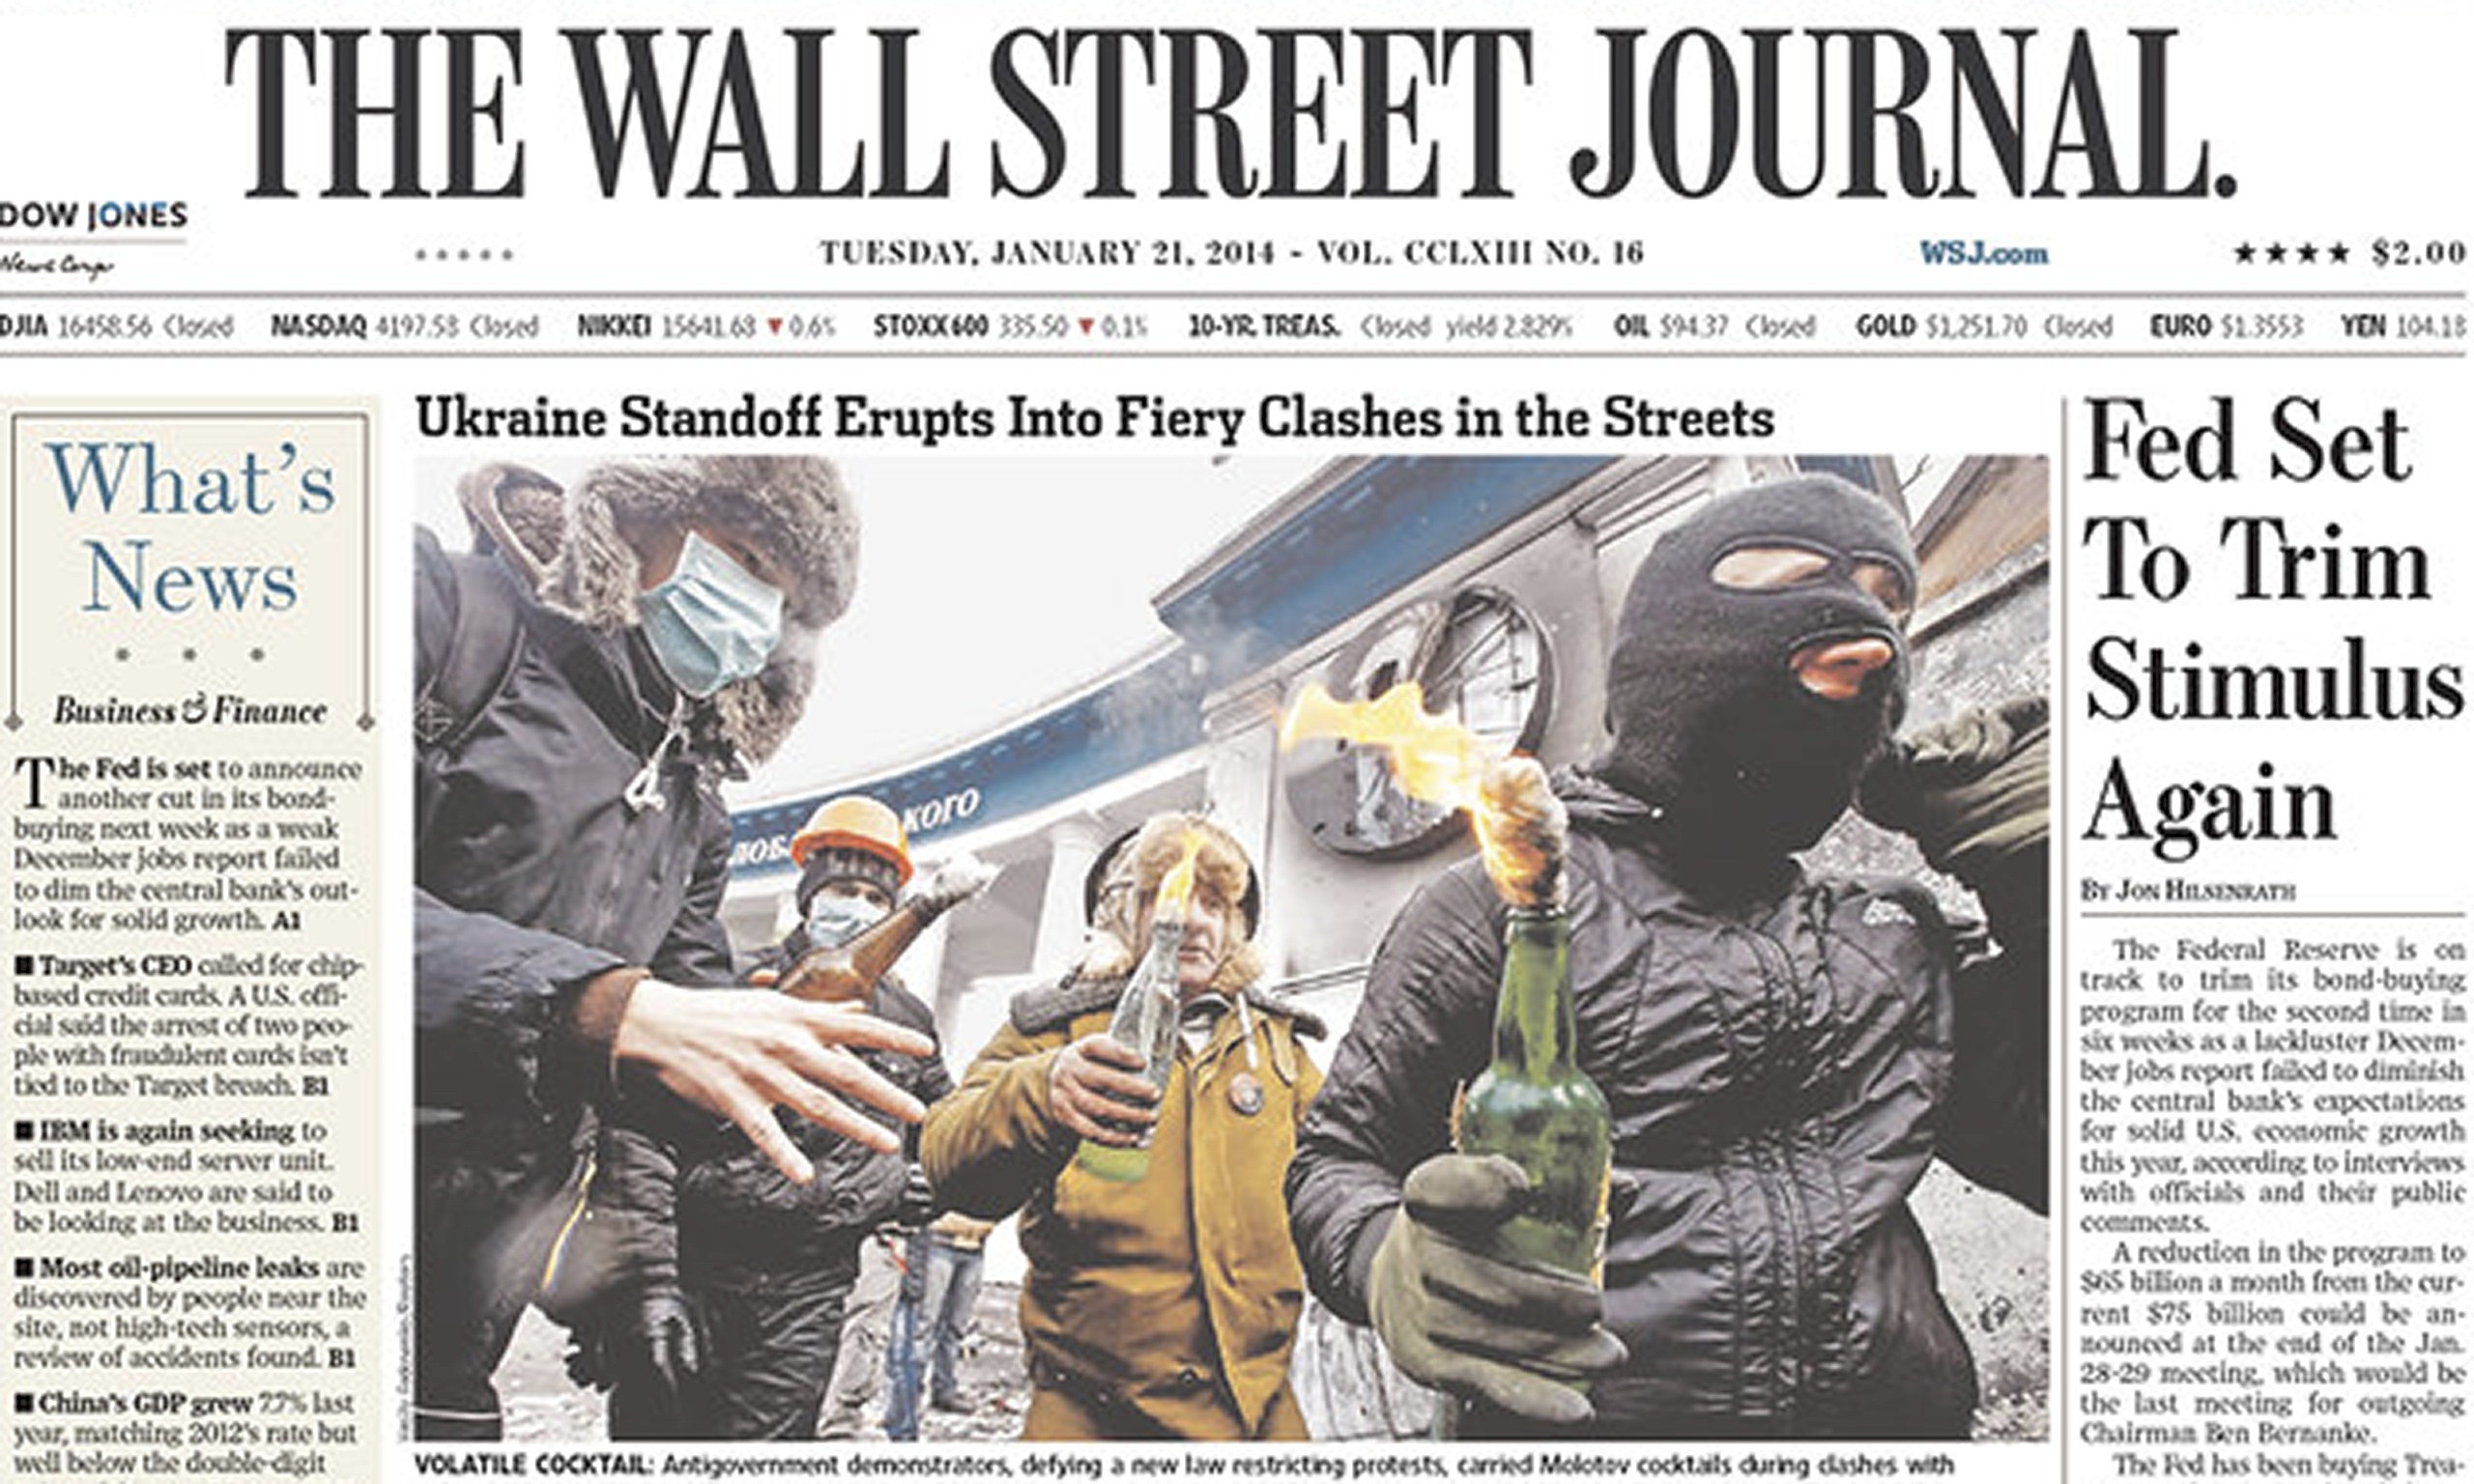 THE WALL STREET JOURNAL.
DOW JONES
News Corp
***** TUESDAY, JANUARY 21, 2014 - VOL. CCLXIII NO. 16 WSJ.com ★★★★ $2.00
DJIA 16458.56 Closed NASDAQ 4197.58 Closed NIKKEI 15641.68 ▼ 0.6% STOXX 600 335.50 ▼ 0.1% 10-YR. TREAS. Closed yield 2.829% OIL $94.37 Closed GOLD $1,251.70 Closed EURO $1.3553 YEN 104.18
What's
News
* * *
Business & Finance
The Fed is set to announce
another cut in its bond-
buying next week as a weak
December jobs report failed
to dim the central bank's out-
look for solid growth. A1
■ Target's CEO called for chip-
based credit cards. A U.S. offi-
cial said the arrest of two peo-
ple with fraudulent cards isn't
tied to the Target breach. B1
■ IBM is again seeking to
sell its low-end server unit.
Dell and Lenovo are said to
be looking at the business. B1
■ Most oil-pipeline leaks are
discovered by people near the
site, not high-tech sensors, a
review of accidents found. B1
■ China's GDP grew 7.7% last
year, matching 2012's rate but
well below the double-digit
Ukraine Standoff Erupts Into Fiery Clashes in the Streets
КОГО
VOLATILE COCKTAIL: Antigovernment demonstrators, defying a new law restricting protests, carried Molotov cocktails during clashes with
Fed Set
To Trim
Stimulus
Again
BY JON HILSENRATH
The Federal Reserve is on
track to trim its bond-buying
program for the second time in
six weeks as a lackluster Decem-
ber jobs report failed to diminish
the central bank's expectations
for solid U.S. economic growth
this year, according to interviews
with officials and their public
comments.
A reduction in the program to
$65 billion a month from the cur-
rent $75 billion could be an-
nounced at the end of the Jan.
28-29 meeting, which would be
the last meeting for outgoing
Chairman Ben Bernanke.
The Fed has been buying Trea-